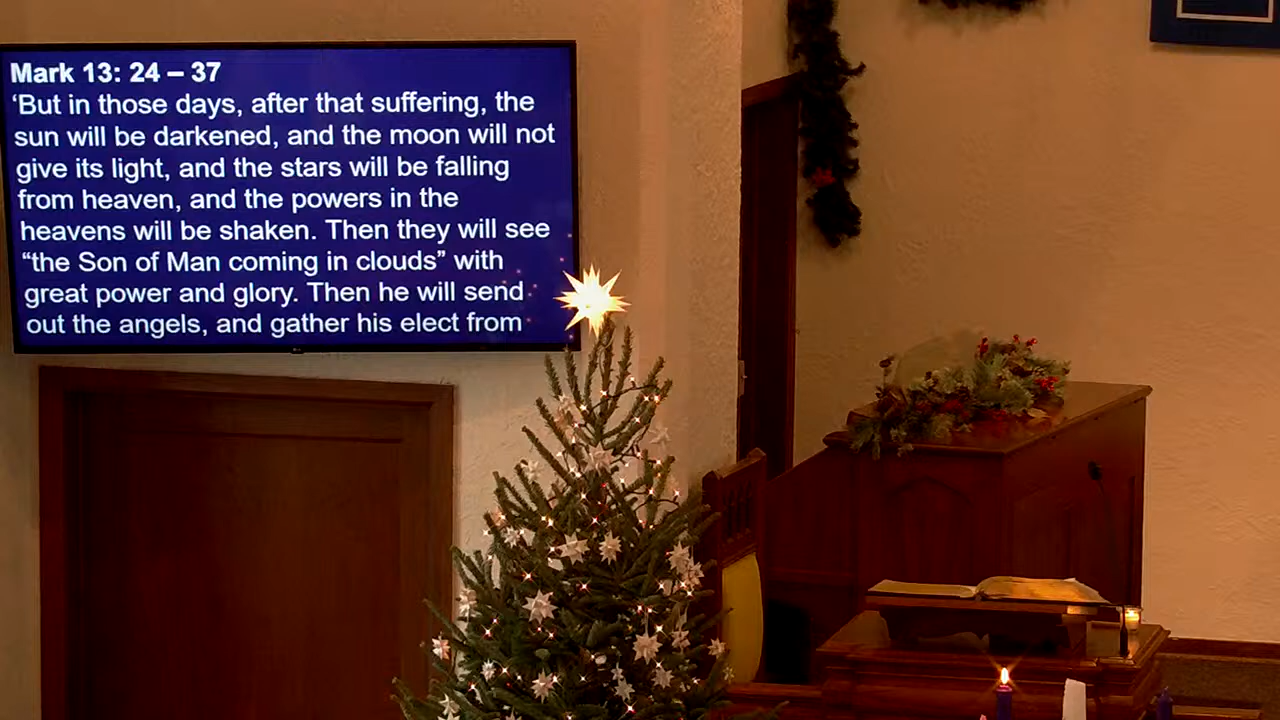 Mark 13: 24 – 37
‘But in those days, after that suffering, the
sun will be darkened, and the moon will not
give its light, and the stars will be falling
from heaven, and the powers in the
heavens will be shaken. Then they will see
“the Son of Man coming in clouds” with
great power and glory. Then he will send
out the angels, and gather his elect from